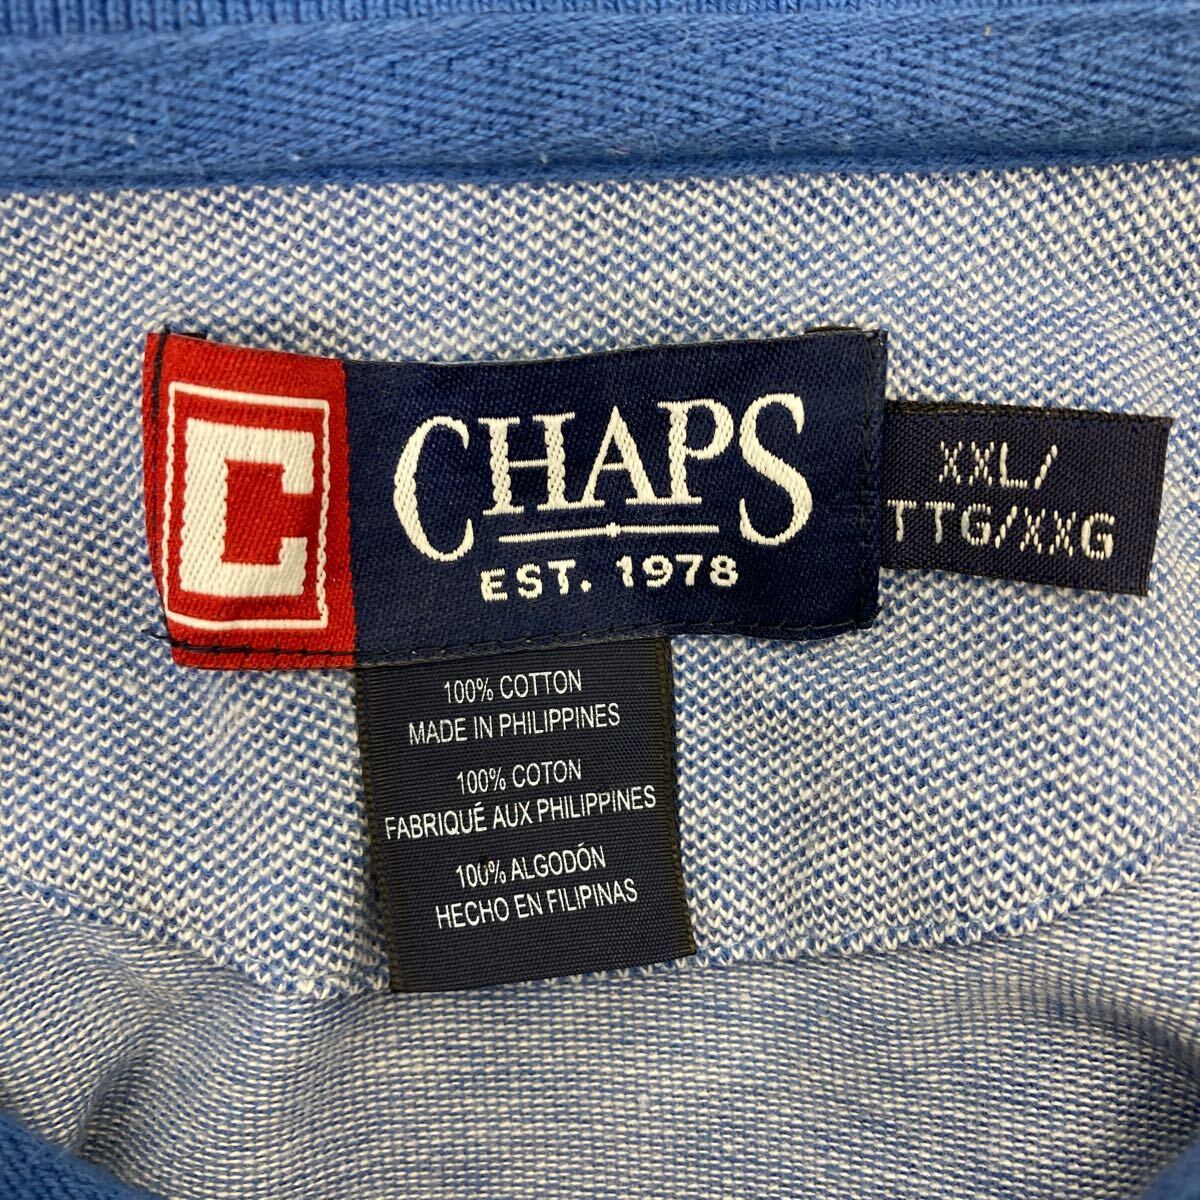 C
CHAPS
EST. 1978
XXL/
TTG/XXG
100% COTTON
MADE IN PHILIPPINES
100% COTON
FABRIQUÉ AUX PHILIPPINES
100% ALGODÓN
HECHO EN FILIPINAS